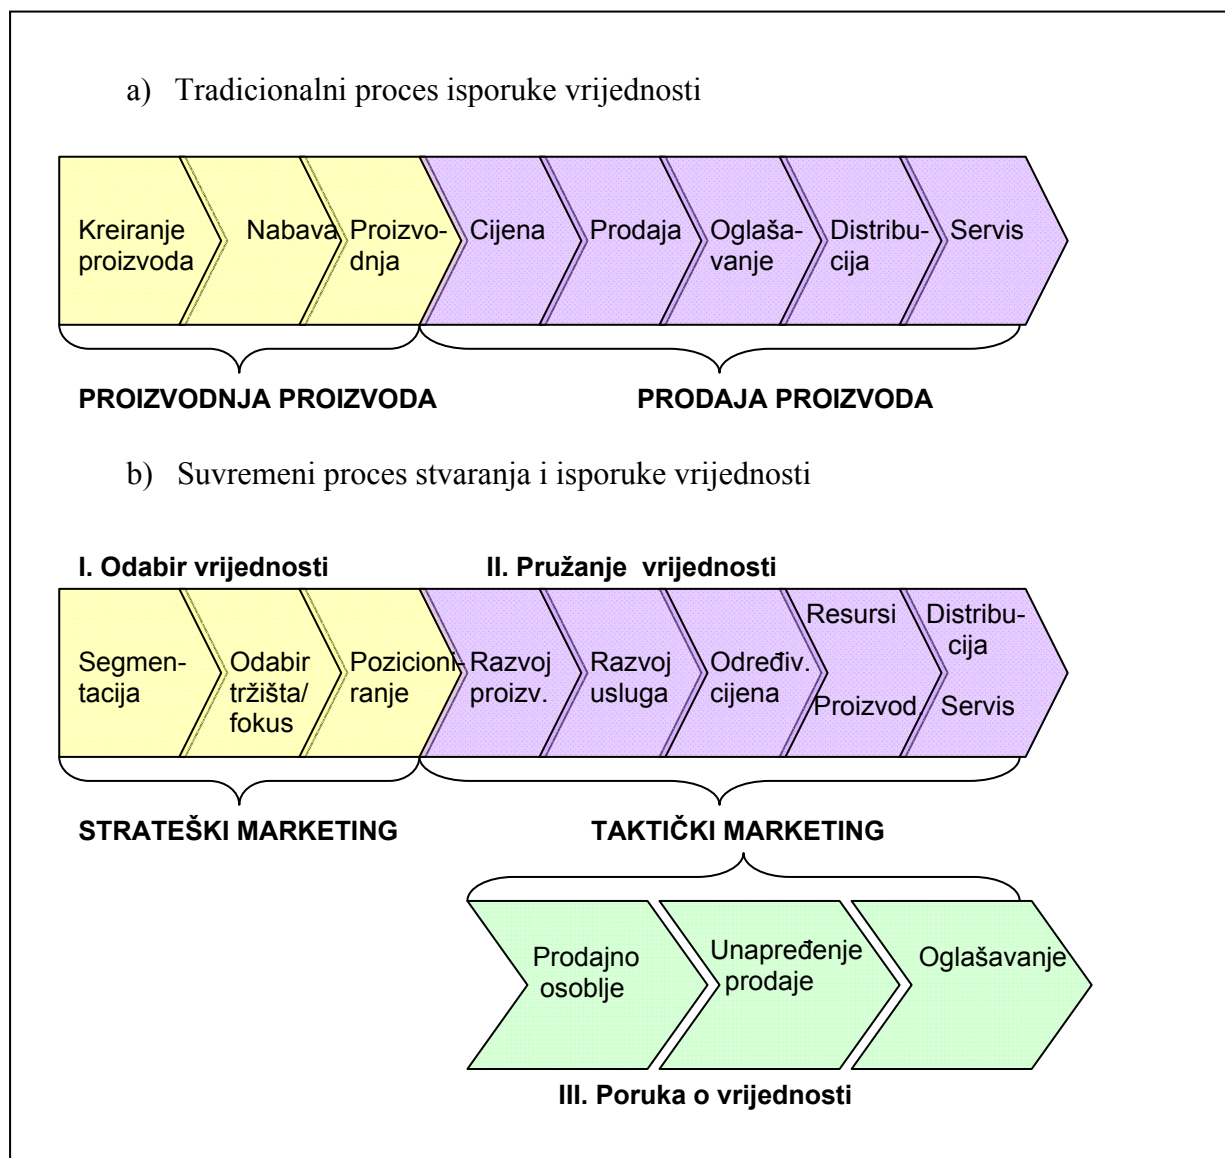 a) Tradicionalni proces isporuke vrijednosti
Kreiranje
proizvoda
Nabava
Proizvo-
dnja
Cijena
Prodaja
Oglaša-
vanje
Distribu-
cija
Servis
PROIZVODNJA PROIZVODA
PRODAJA PROIZVODA
b) Suvremeni proces stvaranja i isporuke vrijednosti
I. Odabir vrijednosti
II. Pružanje vrijednosti
Segmen-
tacija
Odabir
tržišta/
fokus
Pozicioni-
ranje
Razvoj
proizv.
Razvoj
usluga
Određiv.
cijena
Resursi
Proizvod.
Distribu-
cija
Servis
STRATEŠKI MARKETING
TAKTIČKI MARKETING
Prodajno
osoblje
Unapređenje
prodaje
Oglašavanje
III. Poruka o vrijednosti